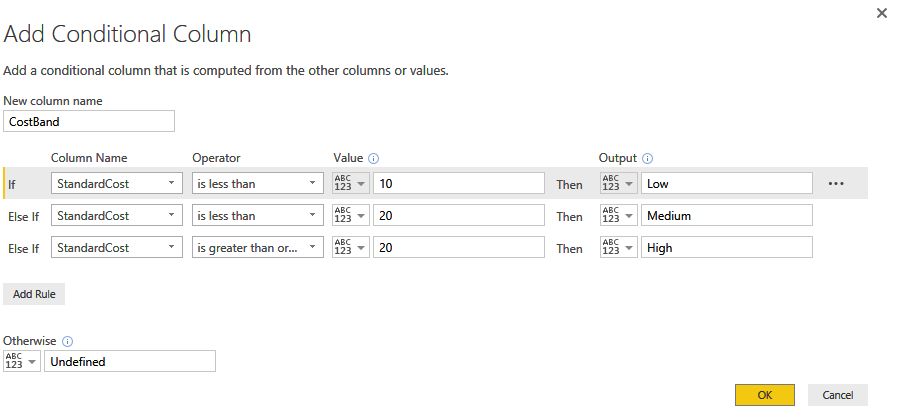 Add Conditional Column
Add a conditional column that is computed from the other columns or values.
New column name
CostBand
Column Name Operator Value Output
If StandardCost is less than ABC 123 10 Then ABC 123 Low ...
Else If StandardCost is less than ABC 123 20 Then ABC 123 Medium
Else If StandardCost is greater than or... ABC 123 20 Then ABC 123 High
Add Rule
Otherwise
ABC 123 Undefined
OK Cancel